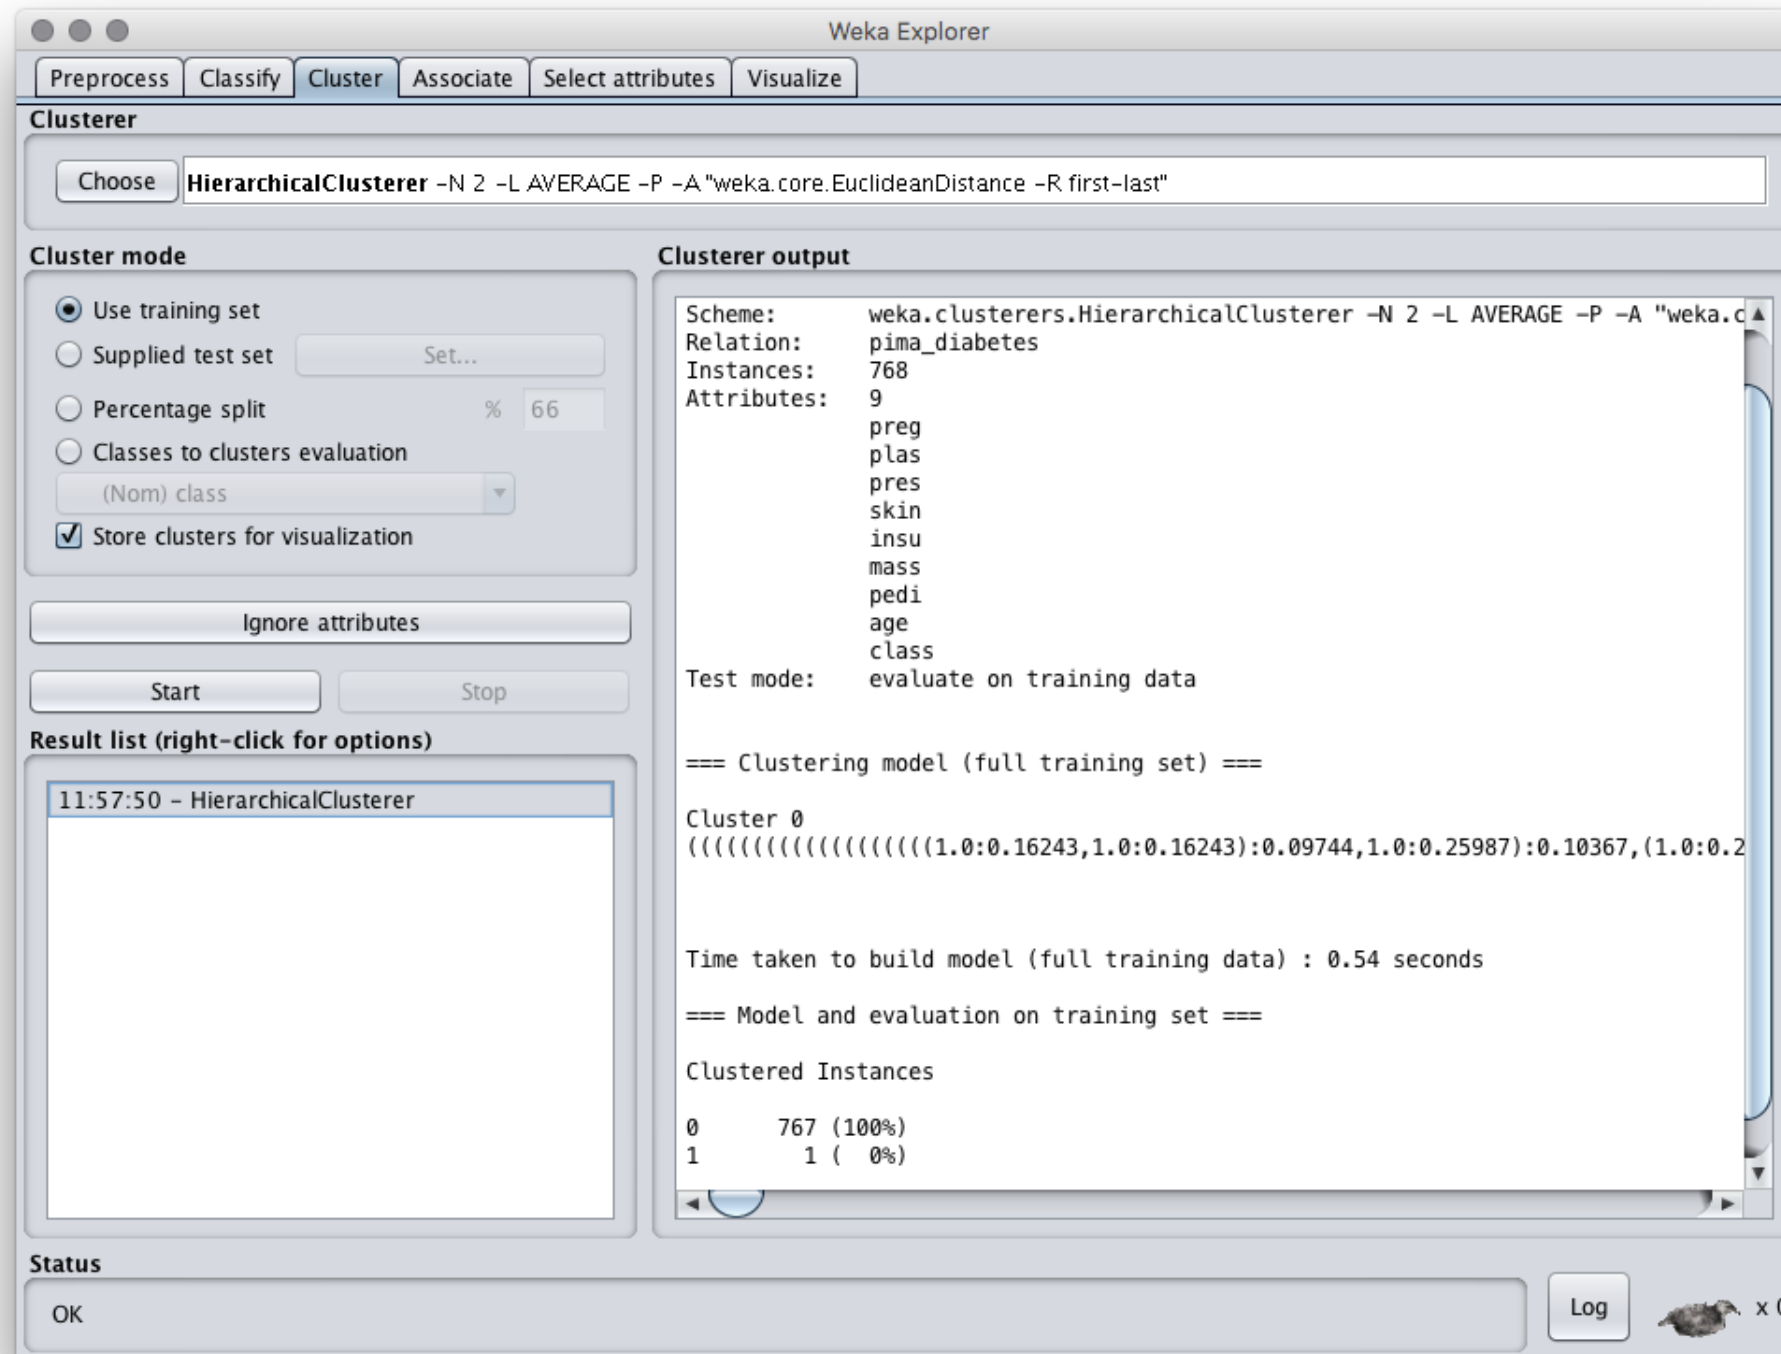 Weka Explorer
Preprocess Classify Cluster Associate Select attributes Visualize
Clusterer
Choose HierarchicalClusterer -N 2 -L AVERAGE -P -A "weka.core.EuclideanDistance -R first-last"
Cluster mode
Use training set
Supplied test set Set...
Percentage split % 66
Classes to clusters evaluation
(Nom) class
Store clusters for visualization
Ignore attributes
Start Stop
Result list (right-click for options)
11:57:50 - HierarchicalClusterer
Clusterer output
Scheme: weka.clusterers.HierarchicalClusterer -N 2 -L AVERAGE -P -A "weka.c
Relation: pima_diabetes
Instances: 768
Attributes: 9
preg
plas
pres
skin
insu
mass
pedi
age
class
Test mode: evaluate on training data
=== Clustering model (full training set) ===
Cluster 0
(((((((((((((((((((1.0:0.16243,1.0:0.16243):0.09744,1.0:0.25987):0.10367,(1.0:0.2
Time taken to build model (full training data) : 0.54 seconds
=== Model and evaluation on training set ===
Clustered Instances
0 767 (100%)
1 1 ( 0%)
Status
OK
Log x 0